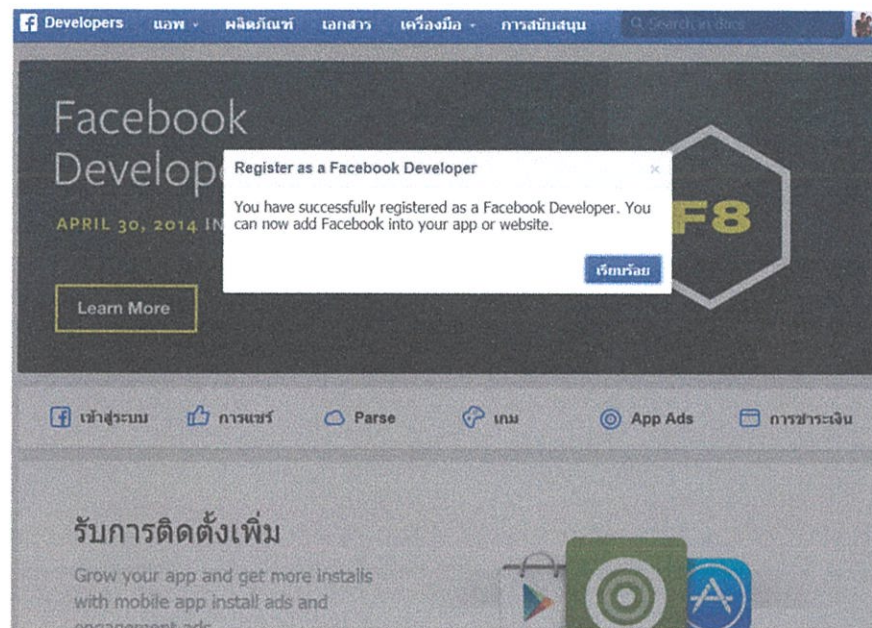 Developers แอพ ผลิตภัณฑ์ เอกสาร เครื่องมือ การสนับสนุน Search in docs
Facebook
Develop
APRIL 30, 2014 IN
Learn More
F8
Register as a Facebook Developer
You have successfully registered as a Facebook Developer. You
can now add Facebook into your app or website.
เรียบร้อย
เข้าสู่ระบบ การแชร์ Parse เกม App Ads การชำระเงิน
รับการติดตั้งเพิ่ม
Grow your app and get more installs
with mobile app install ads and
engagement ads